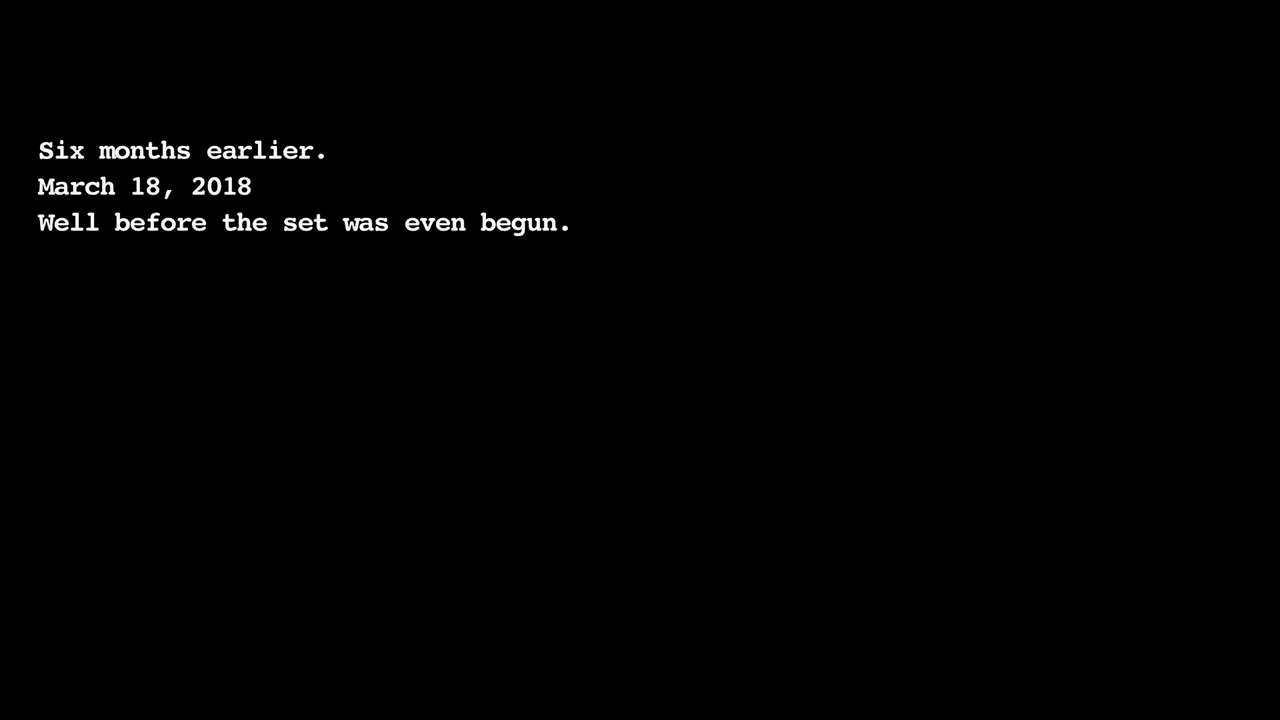 Six months earlier.
March 18, 2018
Well before the set was even begun.